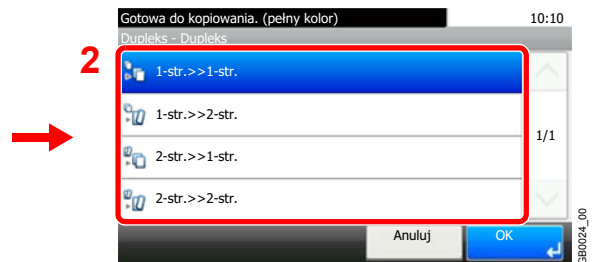 Gotowa do kopiowania. (pełny kolor) 10:10
Dupleks - Dupleks
2
1-str.>>1-str.
1-str.>>2-str.
1/1
2-str.>>1-str.
2-str.>>2-str.
Anuluj OK
GB0024_00